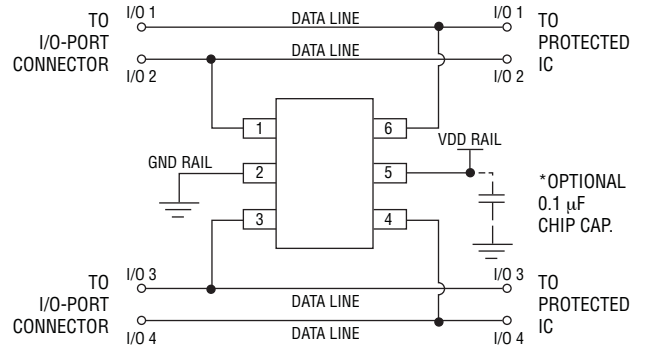 TO
I/O-PORT
CONNECTOR
I/O 1
DATA LINE
I/O 1
TO
PROTECTED
IC
I/O 2
DATA LINE
I/O 2
1
6
GND RAIL
2
5
VDD RAIL
3
4
*OPTIONAL
0.1 μF
CHIP CAP.
TO
I/O-PORT
CONNECTOR
I/O 3
DATA LINE
I/O 3
TO
PROTECTED
IC
I/O 4
DATA LINE
I/O 4